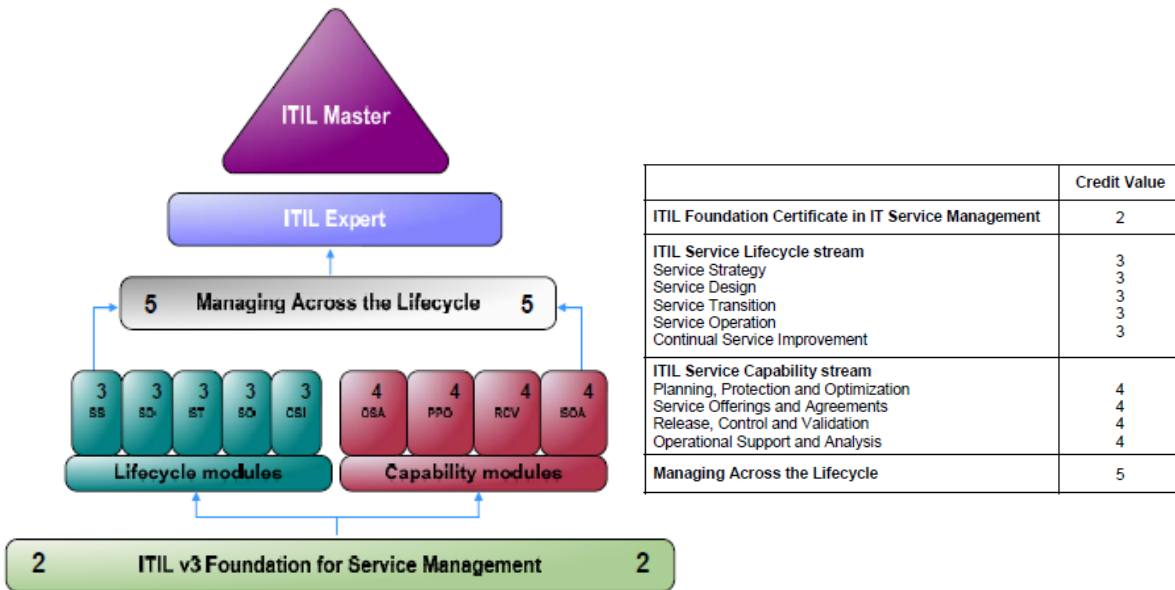 ITIL Master
ITIL Expert
5 Managing Across the Lifecycle 5
3 3 3 3 3
SS SD ST SO CSI
4 4 4 4
OSA PPO RCV SOA
Lifecycle modules
Capability modules
2 ITIL v3 Foundation for Service Management 2
Credit Value
ITIL Foundation Certificate in IT Service Management 2
ITIL Service Lifecycle stream
Service Strategy 3
Service Design 3
Service Transition 3
Service Operation 3
Continual Service Improvement 3
ITIL Service Capability stream
Planning, Protection and Optimization 4
Service Offerings and Agreements 4
Release, Control and Validation 4
Operational Support and Analysis 4
Managing Across the Lifecycle 5